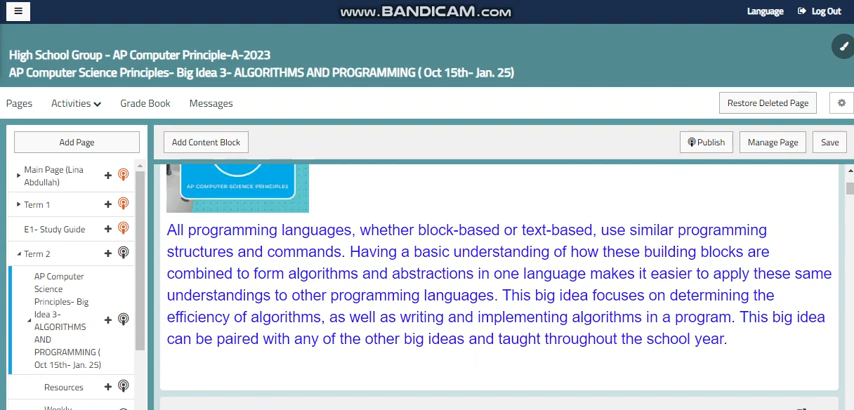 www.BANDICAM.com
Language
Log Out
High School Group - AP Computer Principle-A-2023
AP Computer Science Principles- Big Idea 3- ALGORITHMS AND PROGRAMMING ( Oct 15th- Jan. 25)
Pages
Activities
Grade Book
Messages
Restore Deleted Page
Add Page
Add Content Block
Publish
Manage Page
Save
Main Page (Lina
Abdullah)
Term 1
E1- Study Guide
Term 2
AP Computer
Science
Principles- Big
Idea 3-
ALGORITHMS
AND
PROGRAMMING (
Oct 15th- Jan. 25)
Resources
Weekly
AP COMPUTER SCIENCE PRINCIPLES
All programming languages, whether block-based or text-based, use similar programming
structures and commands. Having a basic understanding of how these building blocks are
combined to form algorithms and abstractions in one language makes it easier to apply these same
understandings to other programming languages. This big idea focuses on determining the
efficiency of algorithms, as well as writing and implementing algorithms in a program. This big idea
can be paired with any of the other big ideas and taught throughout the school year.